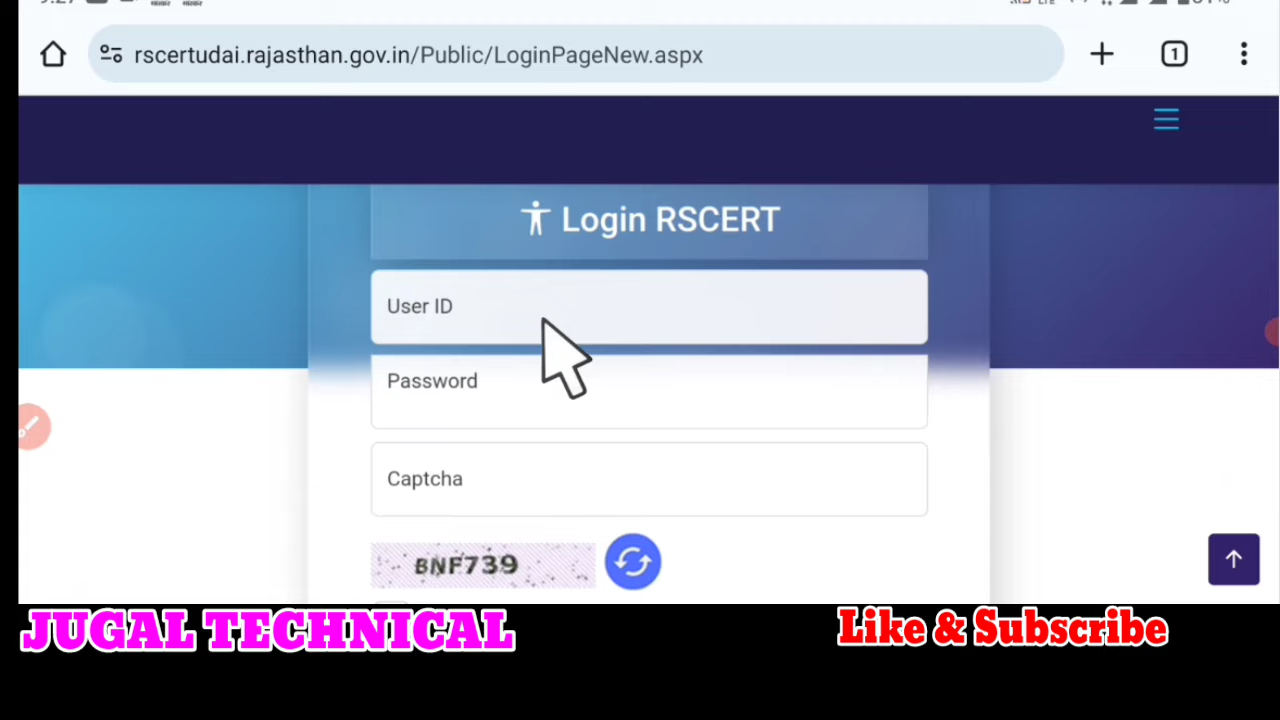 rscertudai.rajasthan.gov.in/Public/LoginPageNew.aspx
1
Login RSCERT
User ID
Password
Captcha
BNF739
JUGAL TECHNICAL
Like & Subscribe